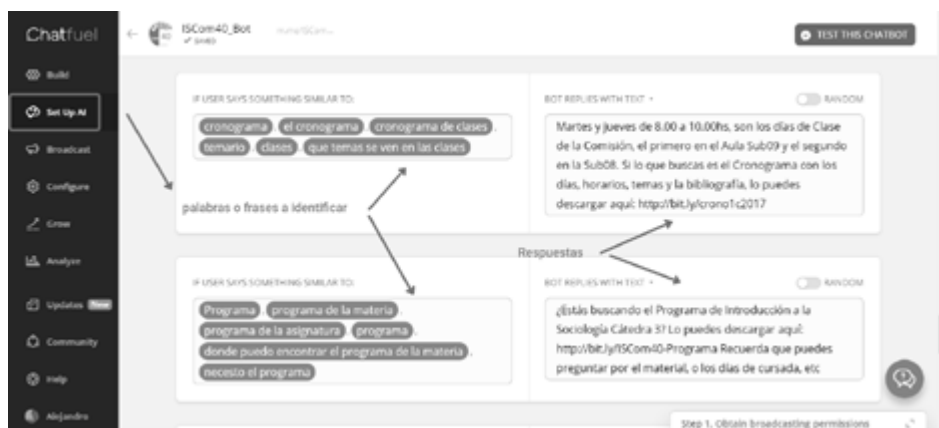 Chatfuel
ISCom40_Bot
SAVED
TEST THIS CHATBOT
Build
Set Up AI
Broadcast
Configure
Grow
Analyze
Updates New
Community
Help
Alejandro
IF USER SAYS SOMETHING SIMILAR TO:
cronograma, el cronograma, cronograma de clases,
temario, clases, que temas se ven en las clases
BOT REPLIES WITH TEXT
RANDOM
Martes y jueves de 8.00 a 10.00hs, son los días de Clase
de la Comisión, el primero en el Aula Sub09 y el segundo
en la Sub08. Si lo que buscas es el Cronograma con los
días, horarios, temas y la bibliografía, lo puedes
descargar aquí: http://bit.ly/crono1c2017
palabras o frases a identificar
Respuestas
IF USER SAYS SOMETHING SIMILAR TO:
Programa, programa de la materia,
programa de la asignatura, programa,
donde puedo encontrar el programa de la materia,
necesito el programa
BOT REPLIES WITH TEXT
RANDOM
¿Estás buscando el Programa de Introducción a la
Sociología Cátedra 3? Lo puedes descargar aquí:
http://bit.ly/ISCom40-Programa Recuerda que puedes
preguntar por el material, o los días de cursada, etc
Step 1. Obtain broadcasting permissions